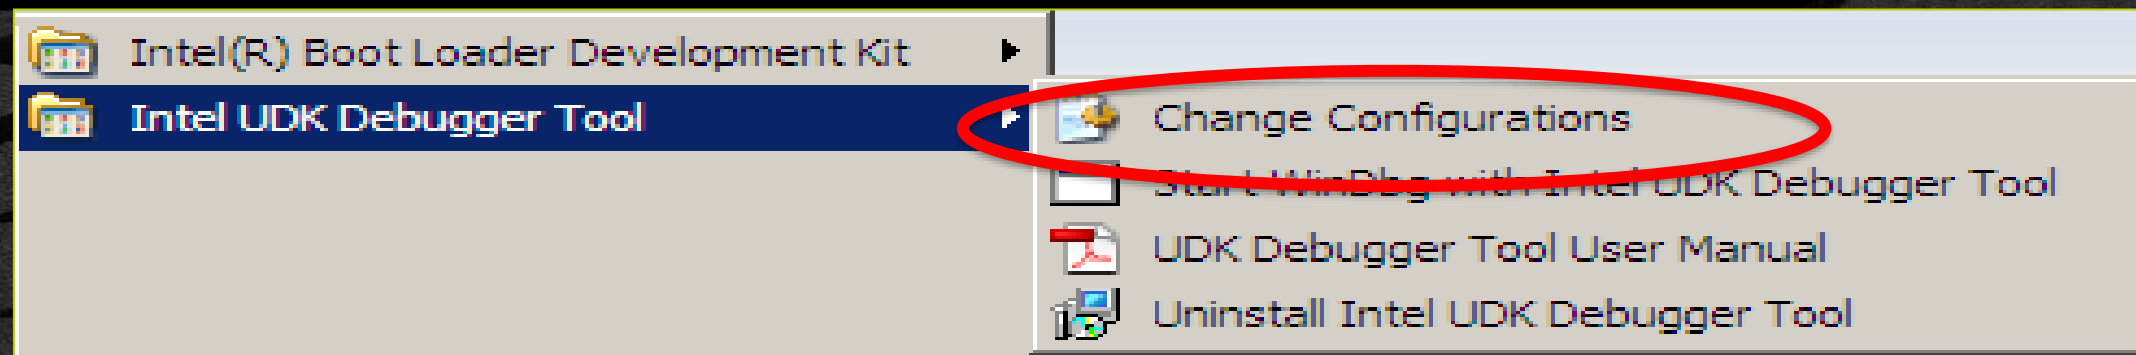 Intel(R) Boot Loader Development Kit
Intel UDK Debugger Tool
Change Configurations
Start WinDbg with Intel UDK Debugger Tool
UDK Debugger Tool User Manual
Uninstall Intel UDK Debugger Tool